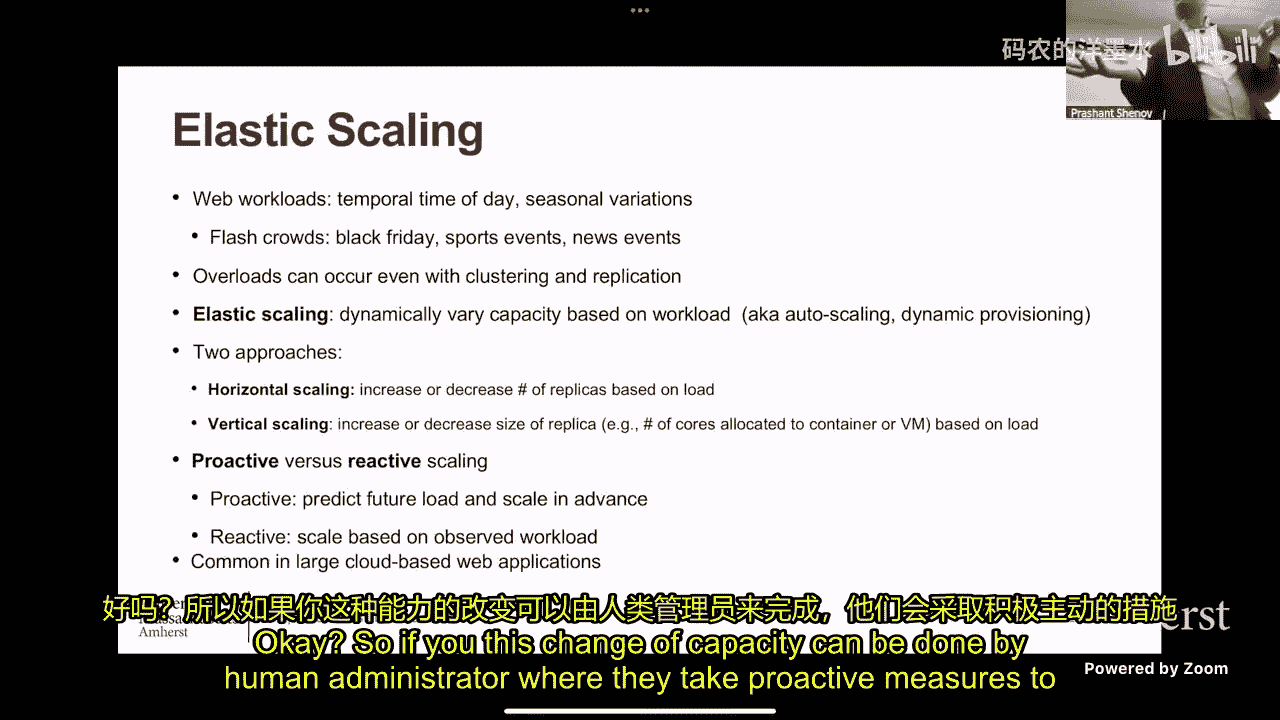 码农的洋墨水 bilibili
Prashant Shenoy
Elastic Scaling
• Web workloads: temporal time of day, seasonal variations
• Flash crowds: black friday, sports events, news events
• Overloads can occur even with clustering and replication
• Elastic scaling: dynamically vary capacity based on workload (aka auto-scaling, dynamic provisioning)
• Two approaches:
• Horizontal scaling: increase or decrease # of replicas based on load
• Vertical scaling: increase or decrease size of replica (e.g., # of cores allocated to container or VM) based on load
• Proactive versus reactive scaling
• Proactive: predict future load and scale in advance
• Reactive: scale based on observed workload
• Common in large cloud-based web applications
好吗?所以如果你这种能力的改变可以由人类管理员来完成,他们会采取积极主动的措施
Amherst
erst
Okay? So if you this change of capacity can be done by
human administrator where they take proactive measures to
Powered by Zoom